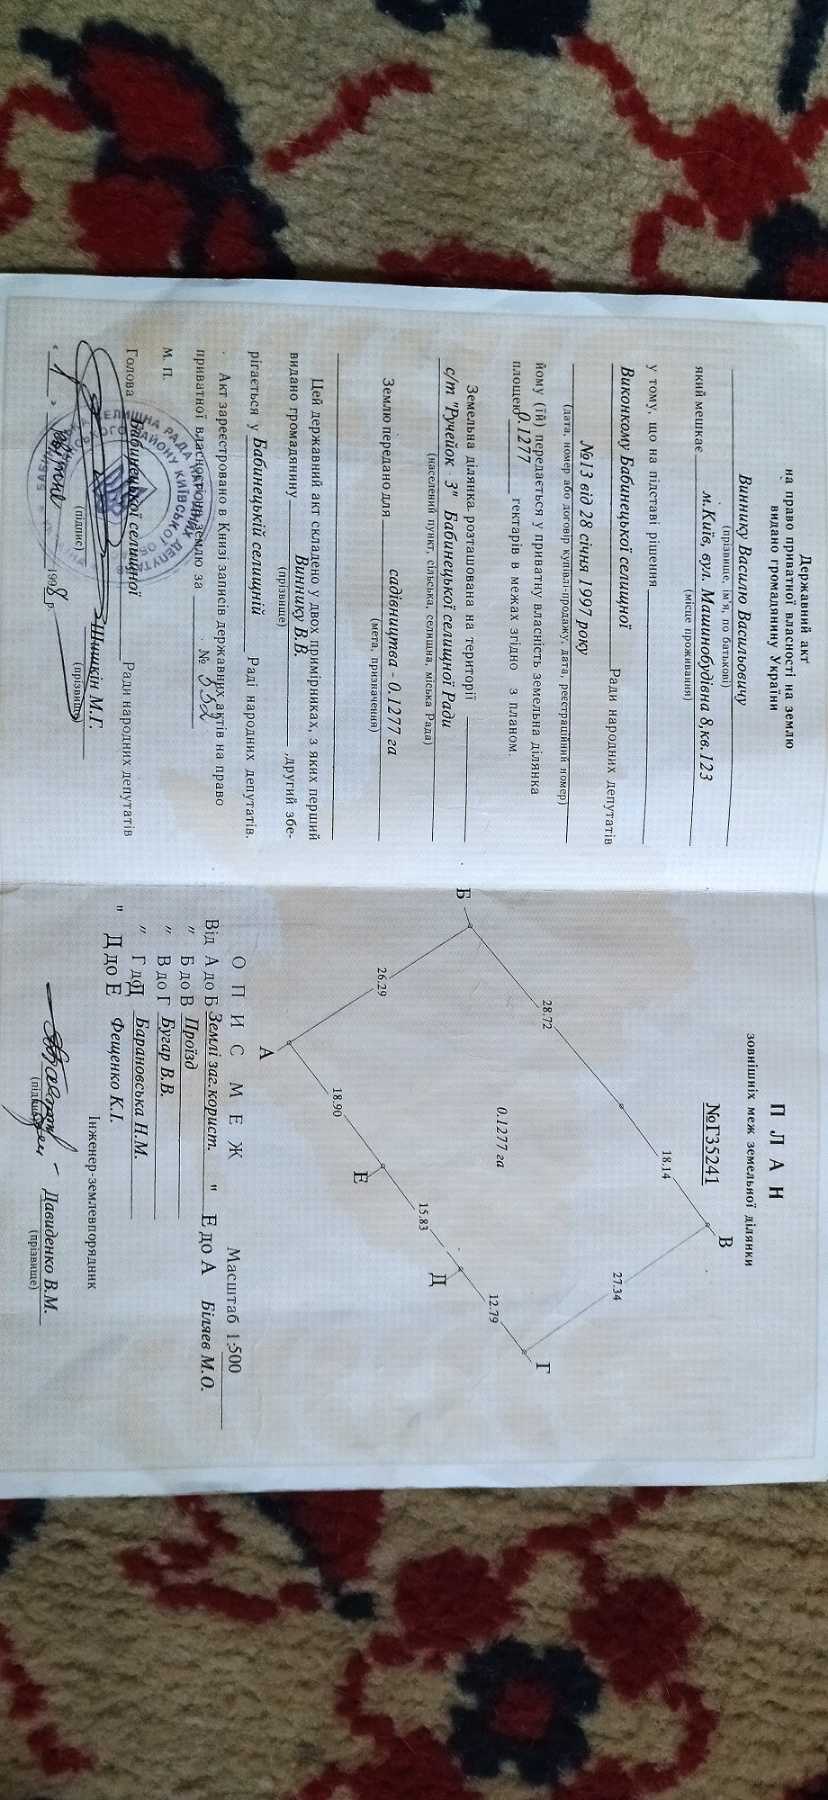 Державний акт
на право приватної власності на землю
видано громадянину України
Виннику Василю Васильовичу
(прізвище, ім'я, по батькові)
який мешкає м.Київ, вул. Машинобудівна 8,кв.123
(місце проживання)
у тому, що на підставі рішення
Виконкому Бабинецької селищної Ради народних депутатів
№13 від 28 січня 1997 року
(дата, номер або договір купівлі-продажу, дата, реєстраційний номер)
йому (їй) передається у приватну власність земельна ділянка
площею 0.1277 гектарів в межах згідно з планом.
Земельна ділянка розташована на території
с/т "Ручейок - 3" Бабинецької селищної Ради
(населений пункт, сільська, селищна, міська Рада)
Землю передано для садівництва - 0.1277 га
(мета, призначення)
Цей державний акт складено у двох примірниках, з яких перший
видано громадянину Виннику В.В. ,другий збе-
(прізвище)
рігається у Бабинецькій селищній Раді народних депутатів.
Акт зареєстровано в Книзі записів державних актів на право
приватної власності на землю за № 552
М. П.
Голова Бабинецької селищної Ради народних депутатів
Шишкін М.Г.
(підпис) (прізвище)
" 1 " квітня 1998 р.
П Л А Н
зовнішніх меж земельної ділянки
№Г35241
Б
В
28.72
18.14
26.29
0.1277 га
27.34
А
18.90
Е
15.83
Д
12.79
Г
О П И С М Е Ж Масштаб 1:500
Від А до Б Землі заг.корист. " Е до А Біляев М.О.
" Б до В Проїзд
" В до Г Бугар В.В.
" Г до Д Барановська Н.М.
" Д до Е Фещенко К.І.
Інженер-землевпорядник
Давиденко В.М.
(підпис) (прізвище)